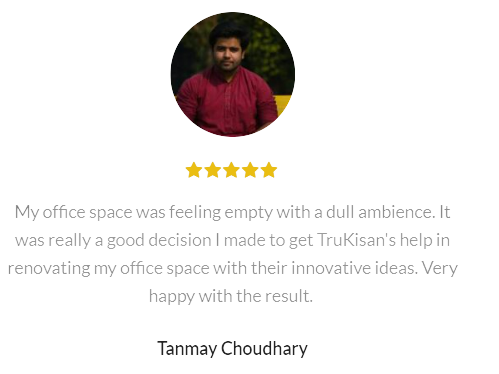 My office space was feeling empty with a dull ambience. It
was really a good decision I made to get TruKisan's help in
renovating my office space with their innovative ideas. Very
happy with the result.
Tanmay Choudhary